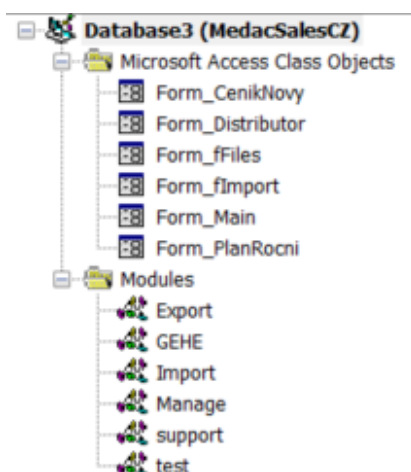 Database3 (MedacSalesCZ)
Microsoft Access Class Objects
Form_CenikNovy
Form_Distributor
Form_fFiles
Form_fImport
Form_Main
Form_PlanRocni
Modules
Export
GEHE
Import
Manage
support
test